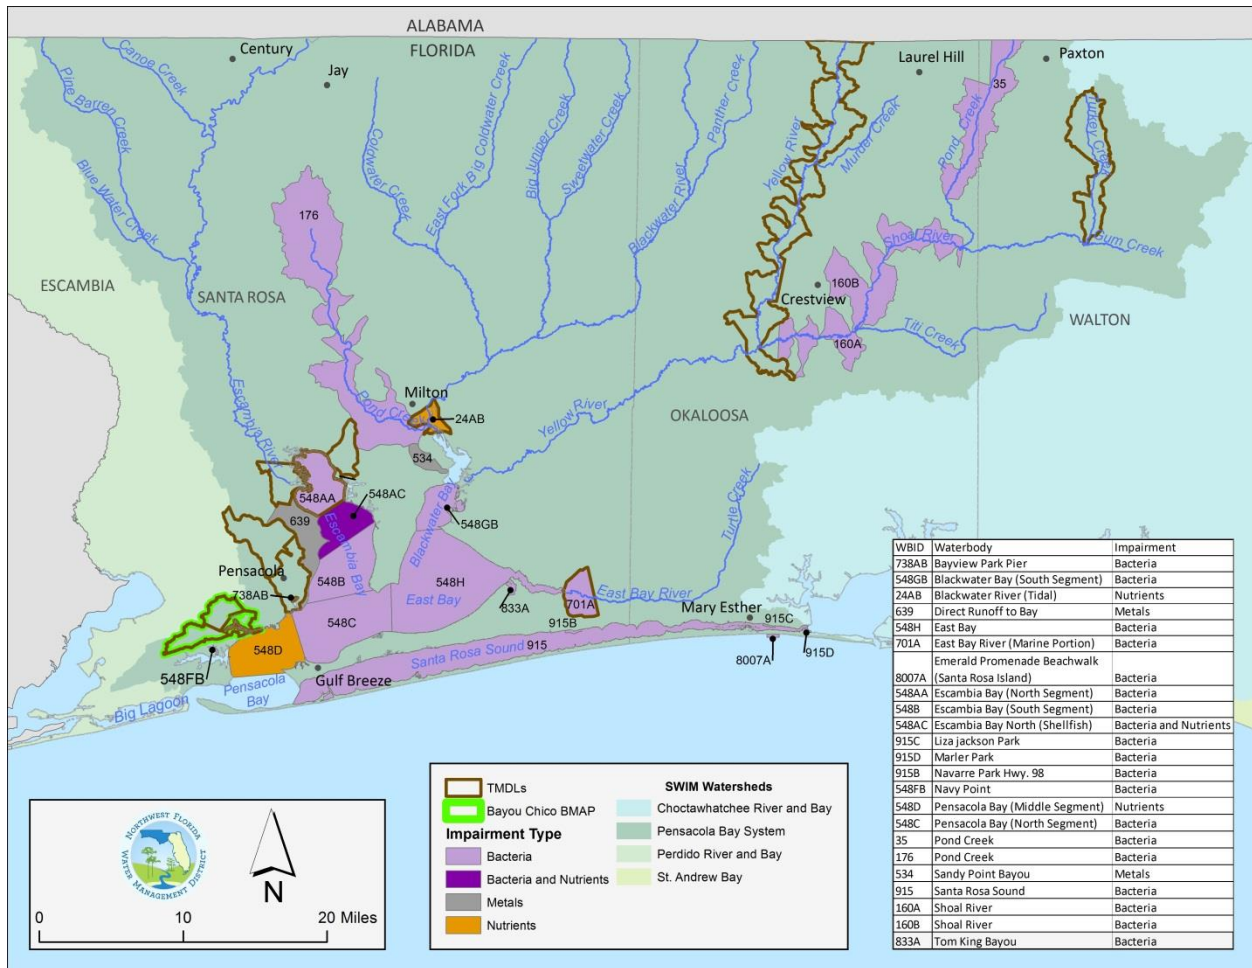 ALABAMA
FLORIDA
Century
Jay
Laurel Hill
Paxton
Canoe Creek
Pine Barren Creek
Blue Water Creek
Coldwater Creek
East Fork Big Coldwater Creek
Big Juniper Creek
Sweetwater Creek
Panther Creek
Blackwater River
Yellow River
Murder Creek
Pond Creek
35
Turkey Creek
Gum Creek
Shoal River
176
ESCAMBIA
SANTA ROSA
Crestview
160B
160A
Titi Creek
WALTON
Milton
Pond Creek
24AB
Yellow River
OKALOOSA
Escambia River
534
548AA
548AC
Blackwater Bay
548GB
Turtle Creek
639
Escambia Bay
Pensacola
738AB
548B
548H
East Bay
833A
701A
East Bay River
915B
Mary Esther
915C
548C
548D
Santa Rosa Sound
915
8007A
915D
548FB
Gulf Breeze
Pensacola Bay
Big Lagoon
WBID Waterbody Impairment
738AB Bayview Park Pier Bacteria
548GB Blackwater Bay (South Segment) Bacteria
24AB Blackwater River (Tidal) Nutrients
639 Direct Runoff to Bay Metals
548H East Bay Bacteria
701A East Bay River (Marine Portion) Bacteria
Emerald Promenade Beachwalk
8007A (Santa Rosa Island) Bacteria
548AA Escambia Bay (North Segment) Bacteria
548B Escambia Bay (South Segment) Bacteria
548AC Escambia Bay North (Shellfish) Bacteria and Nutrients
915C Liza jackson Park Bacteria
915D Marler Park Bacteria
915B Navarre Park Hwy. 98 Bacteria
548FB Navy Point Bacteria
548D Pensacola Bay (Middle Segment) Nutrients
548C Pensacola Bay (North Segment) Bacteria
35 Pond Creek Bacteria
176 Pond Creek Bacteria
534 Sandy Point Bayou Metals
915 Santa Rosa Sound Bacteria
160A Shoal River Bacteria
160B Shoal River Bacteria
833A Tom King Bayou Bacteria
TMDLs
Bayou Chico BMAP
Impairment Type
Bacteria
Bacteria and Nutrients
Metals
Nutrients
SWIM Watersheds
Choctawhatchee River and Bay
Pensacola Bay System
Perdido River and Bay
St. Andrew Bay
NORTHWEST FLORIDA
WATER MANAGEMENT DISTRICT
N
0 10 20 Miles